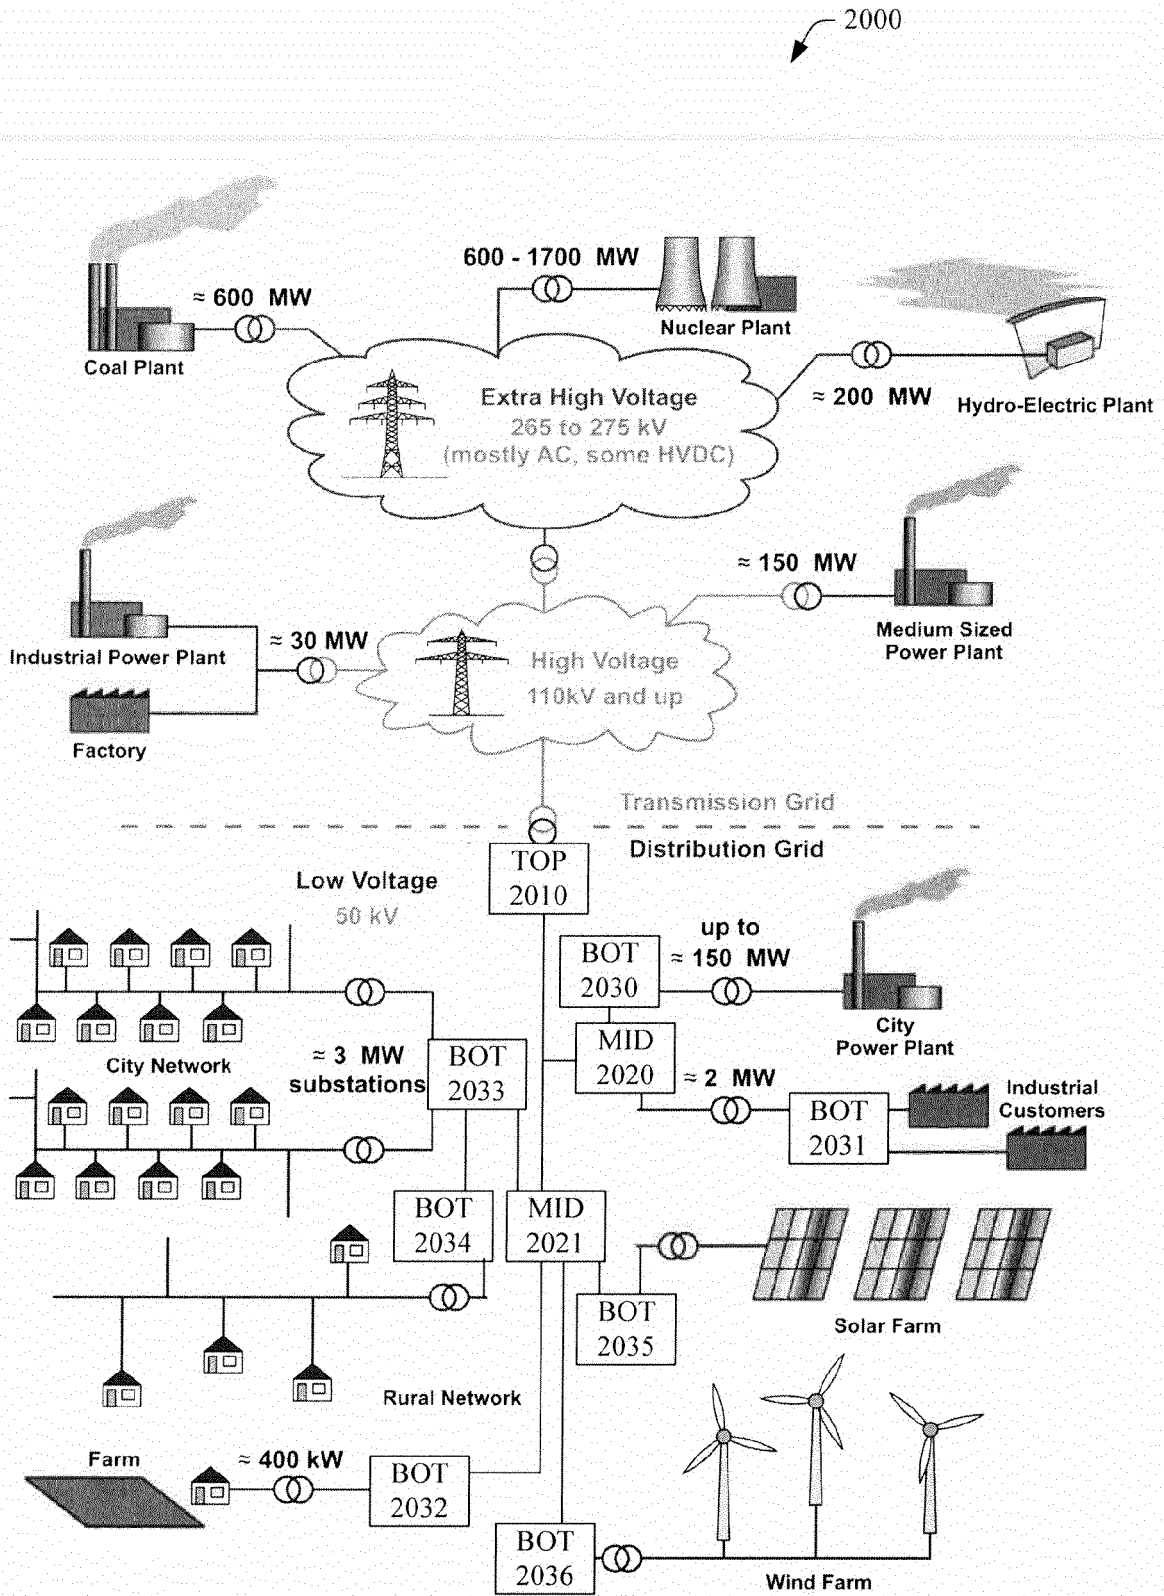 2000
600 - 1700 MW
≈ 600 MW
Nuclear Plant
Coal Plant
Extra High Voltage
265 to 275 kV
(mostly AC, some HVDC)
≈ 200 MW
Hydro-Electric Plant
≈ 150 MW
Medium Sized
Power Plant
≈ 30 MW
Industrial Power Plant
High Voltage
110kV and up
Factory
Transmission Grid
Distribution Grid
TOP
2010
Low Voltage
50 kV
up to
≈ 150 MW
BOT
2030
City
Power Plant
MID
2020
≈ 2 MW
City Network
≈ 3 MW
substations
BOT
2033
BOT
2031
Industrial
Customers
BOT
2034
MID
2021
BOT
2035
Solar Farm
Rural Network
Farm
≈ 400 kW
BOT
2032
BOT
2036
Wind Farm